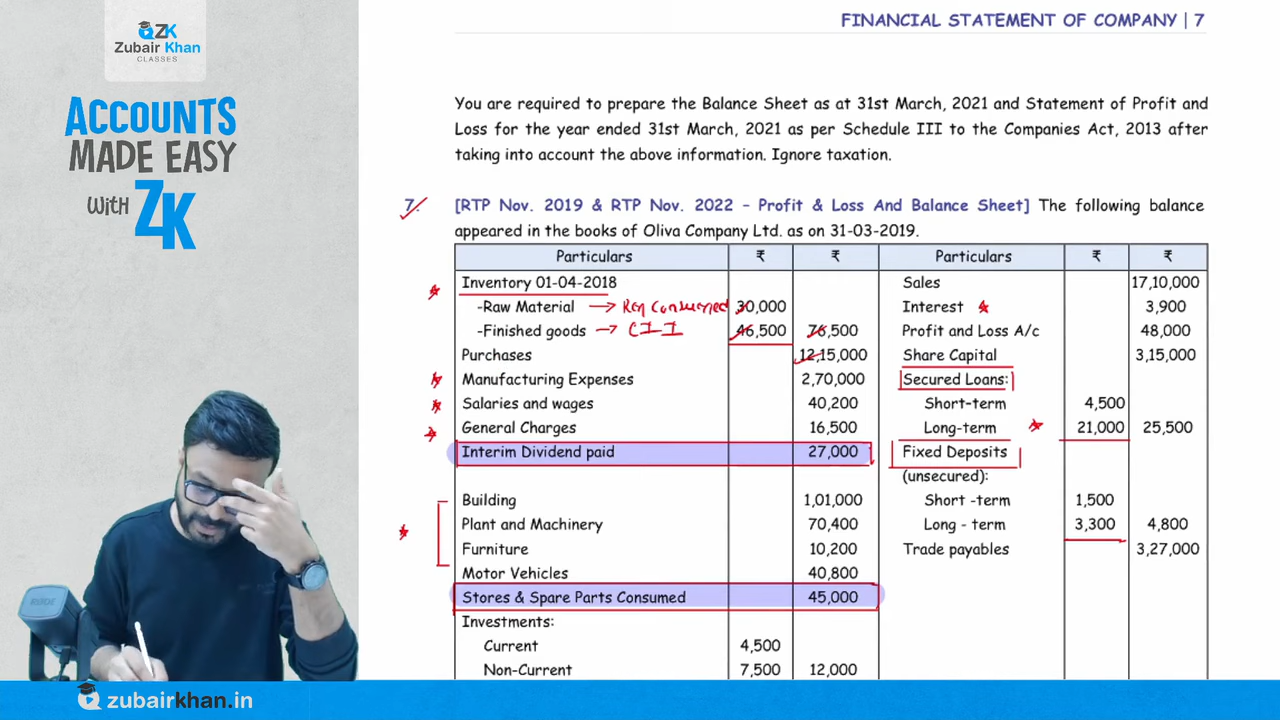 FINANCIAL STATEMENT OF COMPANY | 7
ZK
Zubair Khan
CLASSES
ACCOUNTS
MADE EASY
with ZK
You are required to prepare the Balance Sheet as at 31st March, 2021 and Statement of Profit and
Loss for the year ended 31st March, 2021 as per Schedule III to the Companies Act, 2013 after
taking into account the above information. Ignore taxation.
7. [RTP Nov. 2019 & RTP Nov. 2022 – Profit & Loss And Balance Sheet] The following balance
appeared in the books of Oliva Company Ltd. as on 31-03-2019.
Particulars ₹ ₹ Particulars ₹ ₹
Inventory 01-04-2018 Sales 17,10,000
-Raw Material → Consumed 30,000 Interest 3,900
-Finished goods → CII 46,500 76,500 Profit and Loss A/c 48,000
Purchases 12,15,000 Share Capital 3,15,000
Manufacturing Expenses 2,70,000 Secured Loans:
Salaries and wages 40,200 Short-term 4,500
General Charges 16,500 Long-term 21,000 25,500
Interim Dividend paid 27,000 Fixed Deposits
(unsecured):
Building 1,01,000 Short -term 1,500
Plant and Machinery 70,400 Long - term 3,300 4,800
Furniture 10,200 Trade payables 3,27,000
Motor Vehicles 40,800
Stores & Spare Parts Consumed 45,000
Investments:
Current 4,500
Non-Current 7,500 12,000
zubairkhan.in